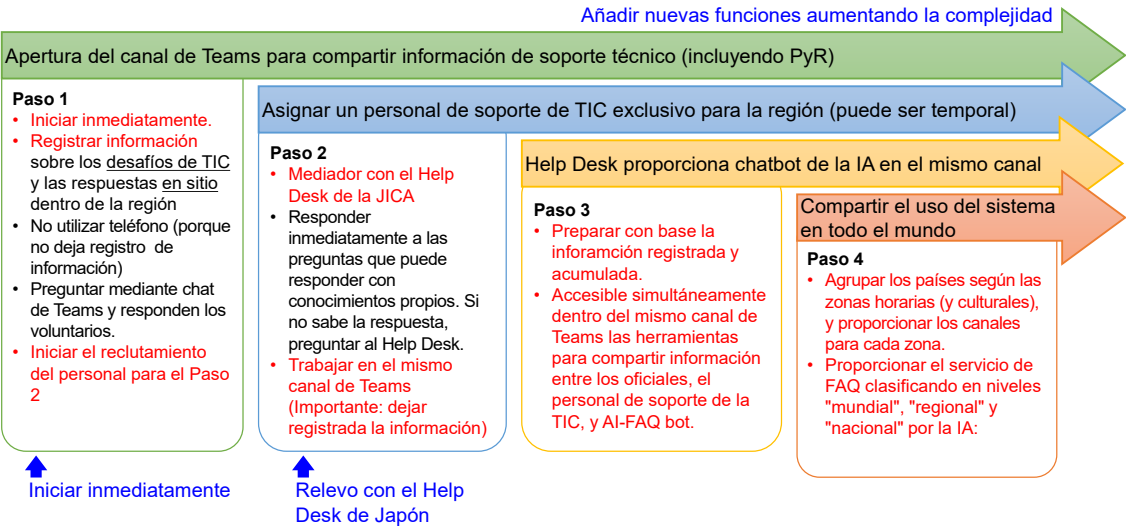 Añadir nuevas funciones aumentando la complejidad
Apertura del canal de Teams para compartir información de soporte técnico (incluyendo PyR)
Paso 1
• Iniciar inmediatamente.
• Registrar información
sobre los desafíos de TIC
y las respuestas en sitio
dentro de la región
• No utilizar teléfono (porque
no deja registro de
información)
• Preguntar mediante chat
de Teams y responden los
voluntarios.
• Iniciar el reclutamiento
del personal para el Paso
2
Iniciar inmediatamente
Asignar un personal de soporte de TIC exclusivo para la región (puede ser temporal)
Paso 2
• Mediador con el Help
Desk de la JICA
• Responder
inmediatamente a las
preguntas que puede
responder con
conocimientos propios. Si
no sabe la respuesta,
preguntar al Help Desk.
• Trabajar en el mismo
canal de Teams
(Importante: dejar
registrada la información)
Relevo con el Help
Desk de Japón
Help Desk proporciona chatbot de la IA en el mismo canal
Paso 3
• Preparar con base la
inforamción registrada y
acumulada.
• Accesible simultáneamente
dentro del mismo canal de
Teams las herramientas
para compartir información
entre los oficiales, el
personal de soporte de la
TIC, y AI-FAQ bot.
Compartir el uso del sistema
en todo el mundo
Paso 4
• Agrupar los países según las
zonas horarias (y culturales),
y proporcionar los canales
para cada zona.
• Proporcionar el servicio de
FAQ clasificando en niveles
"mundial", "regional" y
"nacional" por la IA: